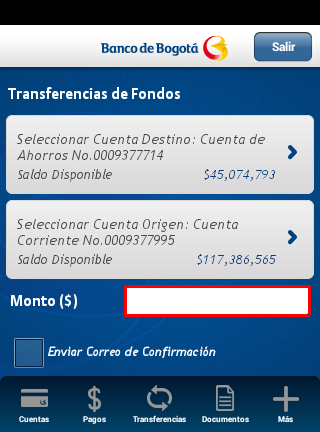 Banco de Bogotá
Salir
Transferencias de Fondos
Seleccionar Cuenta Destino: Cuenta de
Ahorros No.0009377714
Saldo Disponible $45,074,793
Seleccionar Cuenta Origen: Cuenta
Corriente No.0009377995
Saldo Disponible $117,386,565
Monto ($)
Enviar Correo de Confirmación
Cuentas Pagos Transferencias Documentos Más